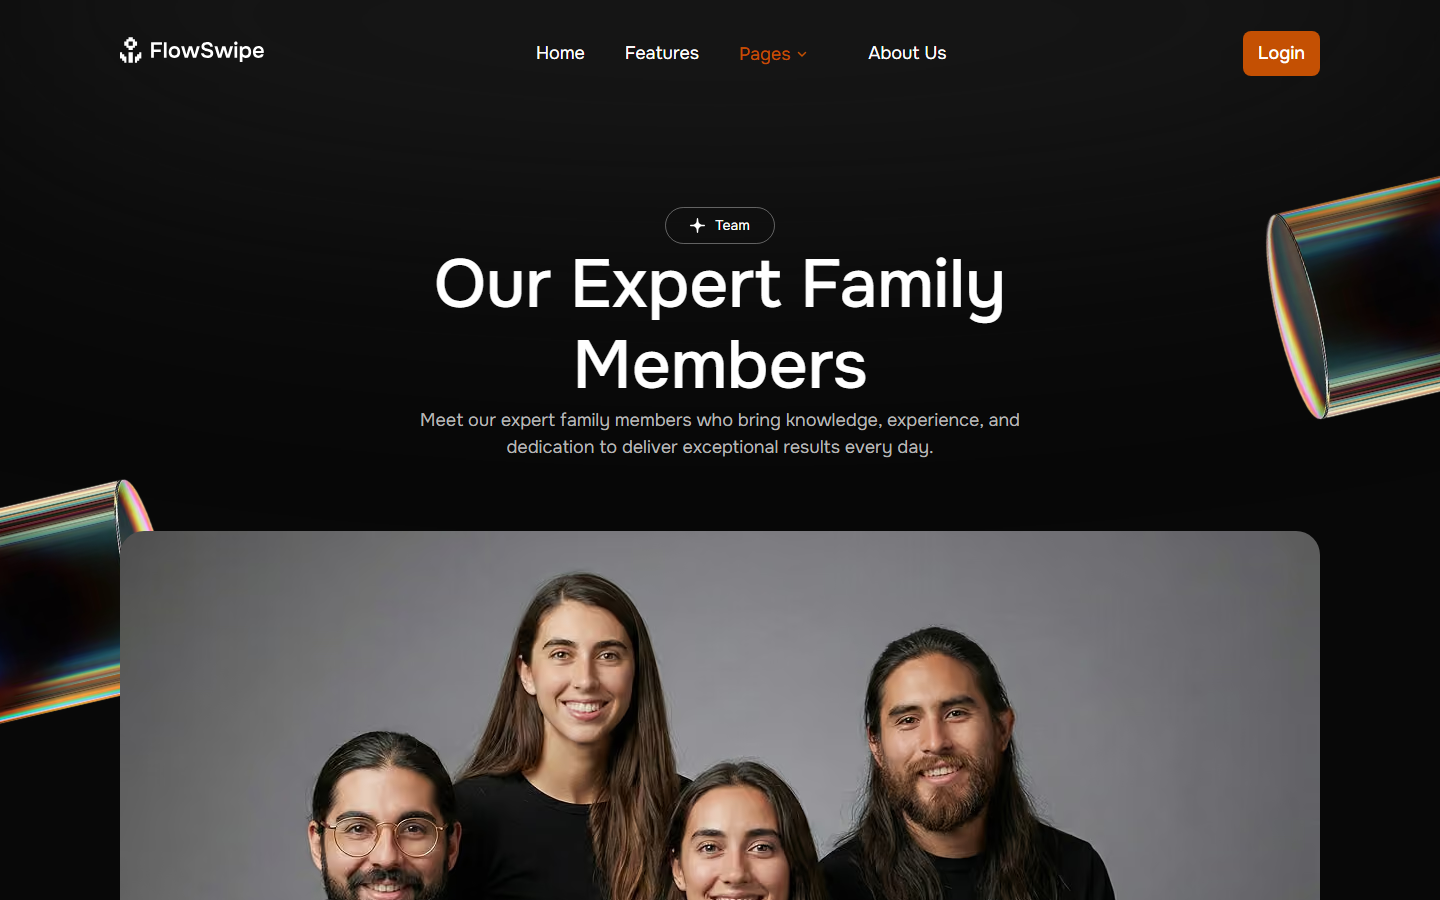 FlowSwipe
Home
Features
Pages
About Us
Login
Team
Our Expert Family
Members
Meet our expert family members who bring knowledge, experience, and
dedication to deliver exceptional results every day.